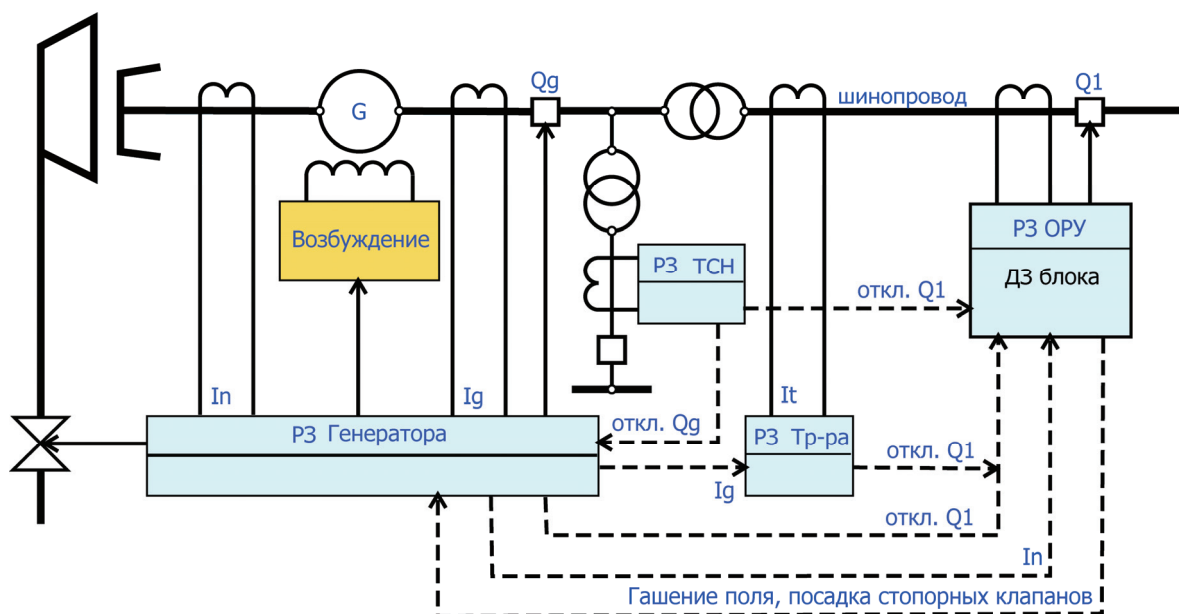 Qg
Q1
шинопровод
G
Возбуждение
РЗ ТСН
откл. Q1
РЗ ОРУ
ДЗ блока
In
Ig
It
откл. Qg
РЗ Генератора
РЗ Тр-ра
откл. Q1
Ig
откл. Q1
In
Гашение поля, посадка стопорных клапанов